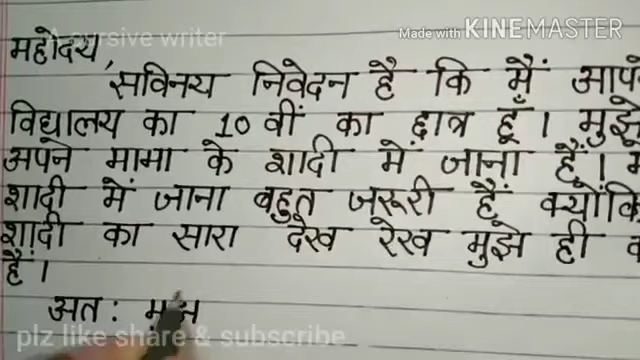 A cursive writer
Made with KINEMASTER
महोदय,
सविनय निवेदन है कि मैं आपके
विद्यालय का 10 वीं का छात्र हूँ। मुझे
अपने मामा के शादी में जाना हैं।
शादी में जाना बहुत जरूरी हैं क्योंकि
शादी का सारा देख रेख मुझे ही
हैं।
अतः
plz like share & subscribe